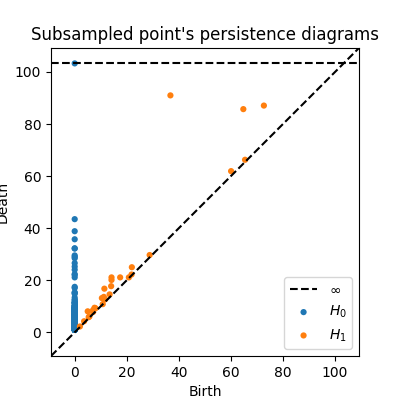 Subsampled point's persistence diagrams
100
80
60
40
20
0
Death
0 20 40 60 80 100
Birth
∞
H₀
H₁